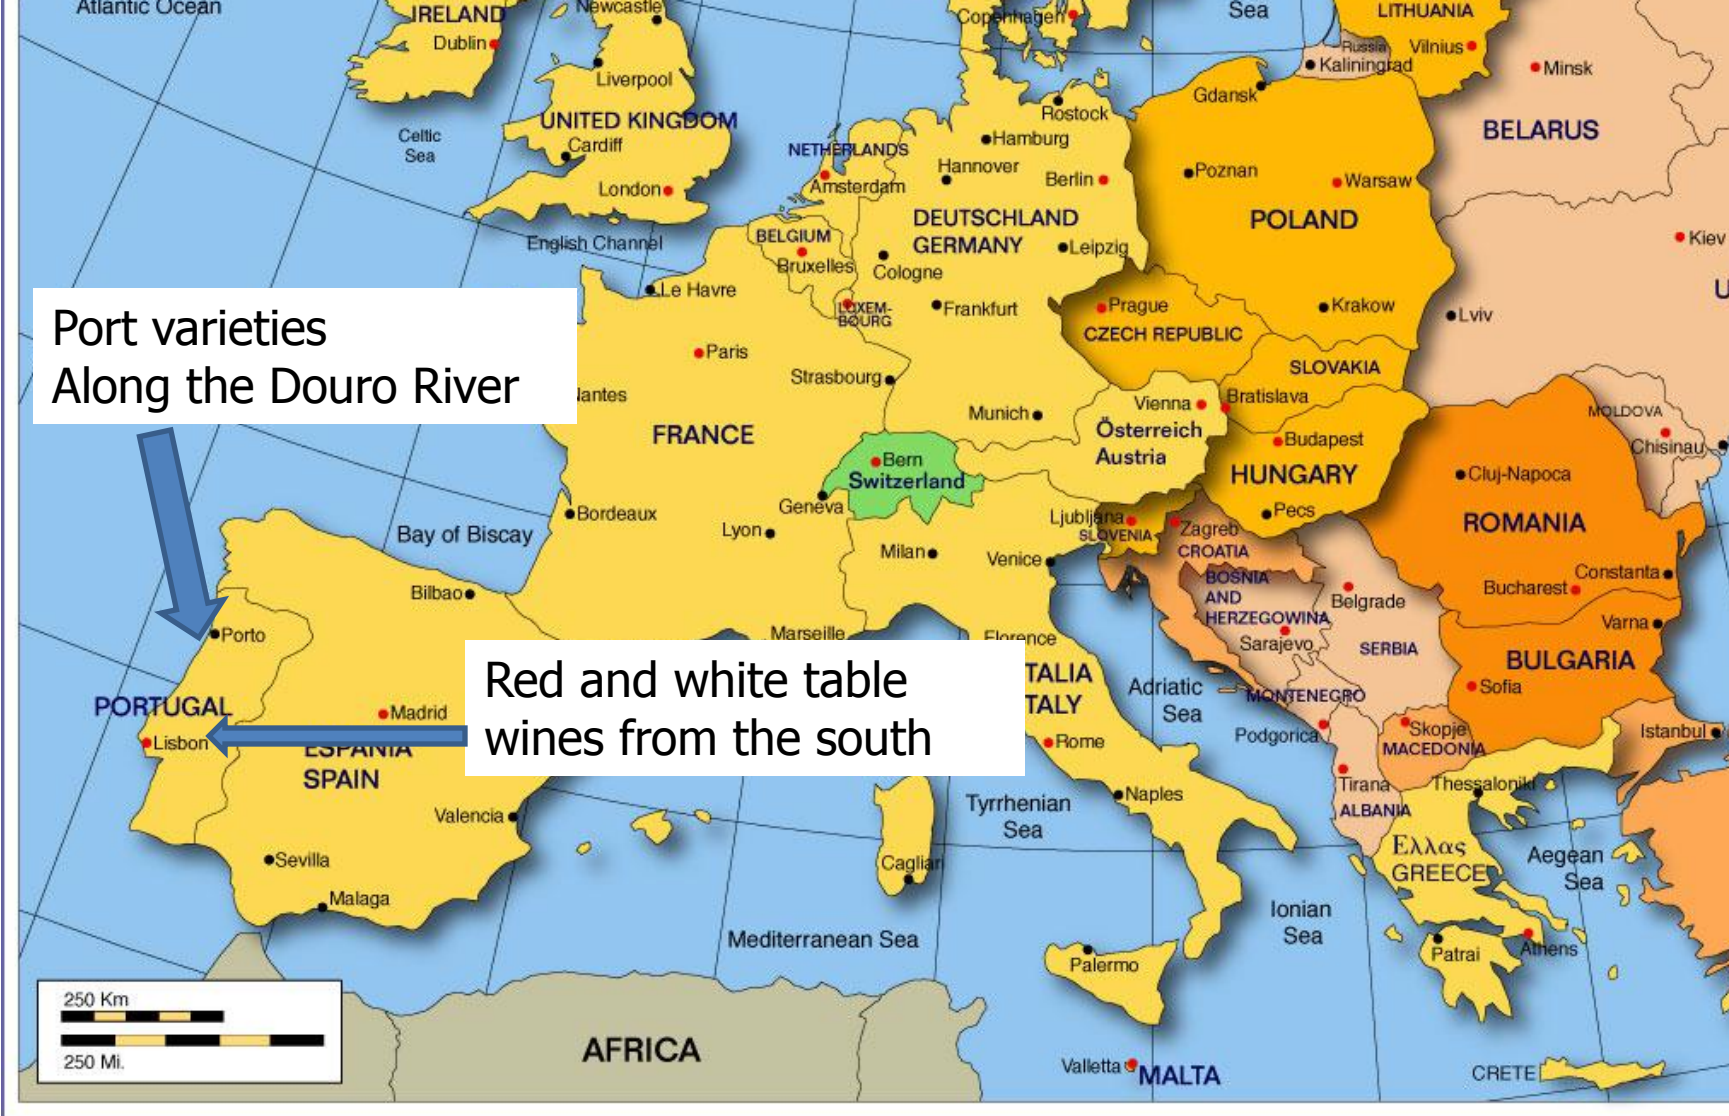 Atlantic Ocean
IRELAND
Dublin
Newcastle
Liverpool
UNITED KINGDOM
Cardiff
London
Celtic
Sea
English Channel
Copenhagen
Sea
LITHUANIA
Vilnius
Russia
Kaliningrad
Minsk
BELARUS
Gdansk
Rostock
Hamburg
NETHERLANDS
Amsterdam
Hannover
Berlin
Poznan
Warsaw
POLAND
DEUTSCHLAND
GERMANY
Leipzig
BELGIUM
Bruxelles
Cologne
Kiev
U
Le Havre
LUXEM-
BOURG
Frankfurt
Prague
CZECH REPUBLIC
Krakow
Lviv
Port varieties
Along the Douro River
Paris
Strasbourg
SLOVAKIA
Nantes
FRANCE
Munich
Vienna
Bratislava
Österreich
Austria
Budapest
HUNGARY
MOLDOVA
Chisinau
Bern
Switzerland
Geneva
Cluj-Napoca
Pecs
Bordeaux
Bay of Biscay
Lyon
Milan
Venice
Ljubljana
SLOVENIA
Zagreb
CROATIA
ROMANIA
BOSNIA
AND
HERZEGOWINA
Sarajevo
Belgrade
SERBIA
Bucharest
Constanta
Varna
BULGARIA
Sofia
Bilbao
Porto
Marseille
Florence
Red and white table
wines from the south
TALIA
TALY
Rome
Adriatic
Sea
MONTENEGRO
Podgorica
Skopje
MACEDONIA
Istanbul
PORTUGAL
Lisbon
Madrid
ESPANIA
SPAIN
Valencia
Tirana
ALBANIA
Thessaloniki
Naples
Tyrrhenian
Sea
Ελλας
GREECE
Aegean
Sea
Sevilla
Malaga
Cagliari
Ionian
Sea
Mediterranean Sea
Palermo
Patrai
Athens
250 Km
250 Mi.
AFRICA
Valletta
MALTA
CRETE